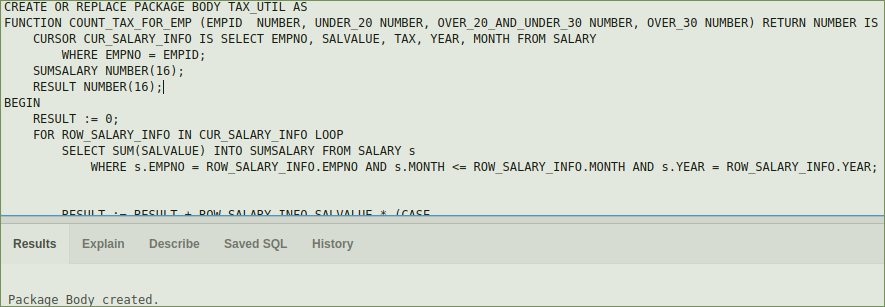 CREATE OR REPLACE PACKAGE BODY TAX_UTIL AS
FUNCTION COUNT_TAX_FOR_EMP (EMPID  NUMBER, UNDER_20 NUMBER, OVER_20_AND_UNDER_30 NUMBER, OVER_30 NUMBER) RETURN NUMBER IS
    CURSOR CUR_SALARY_INFO IS SELECT EMPNO, SALVALUE, TAX, YEAR, MONTH FROM SALARY
        WHERE EMPNO = EMPID;
    SUMSALARY NUMBER(16);
    RESULT NUMBER(16);
BEGIN
    RESULT := 0;
    FOR ROW_SALARY_INFO IN CUR_SALARY_INFO LOOP
        SELECT SUM(SALVALUE) INTO SUMSALARY FROM SALARY s
            WHERE s.EMPNO = ROW_SALARY_INFO.EMPNO AND s.MONTH <= ROW_SALARY_INFO.MONTH AND s.YEAR = ROW_SALARY_INFO.YEAR;
        RESULT := RESULT + ROW_SALARY_INFO.SALVALUE * (CASE
Results Explain Describe Saved SQL History
Package Body created.